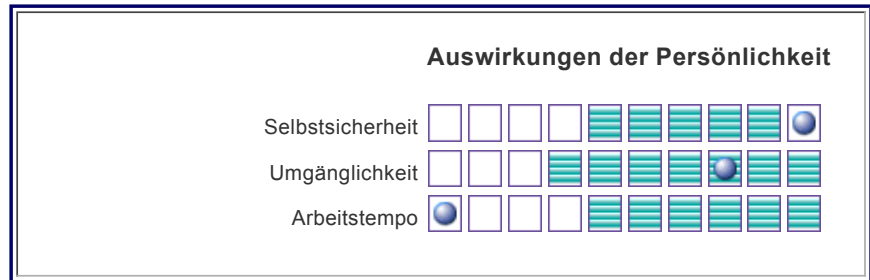 Auswirkungen der Persönlichkeit
Selbstsicherheit
Umgänglichkeit
Arbeitstempo